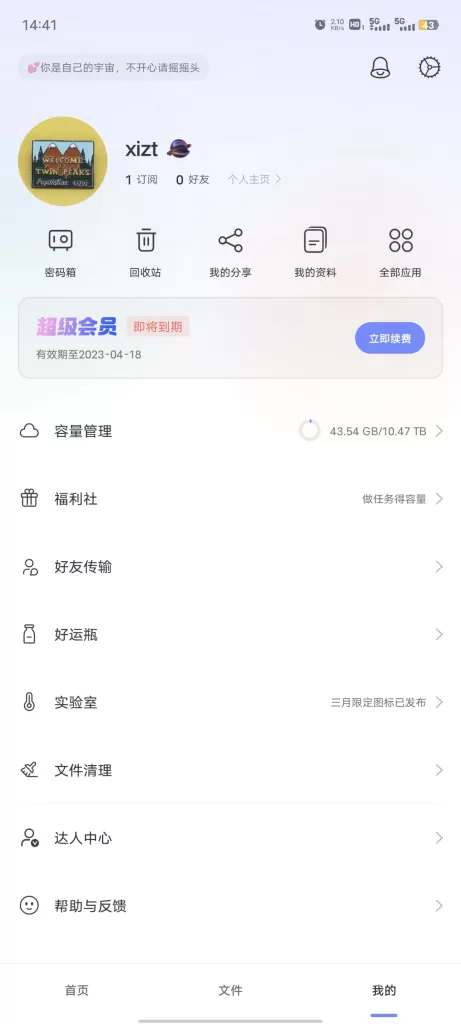 14:41
2.10 KB/s HD 1 5G 5G 43
你是自己的宇宙，不开心请摇摇头
WELCOME
TO
TWIN PEAKS
xizt
1 订阅 0 好友 个人主页
密码箱 回收站 我的分享 我的资料 全部应用
超级会员 即将到期
有效期至2023-04-18
立即续费
容量管理 43.54 GB/10.47 TB
福利社 做任务得容量
好友传输
好运瓶
实验室 三月限定图标已发布
文件清理
达人中心
帮助与反馈
首页 文件 我的